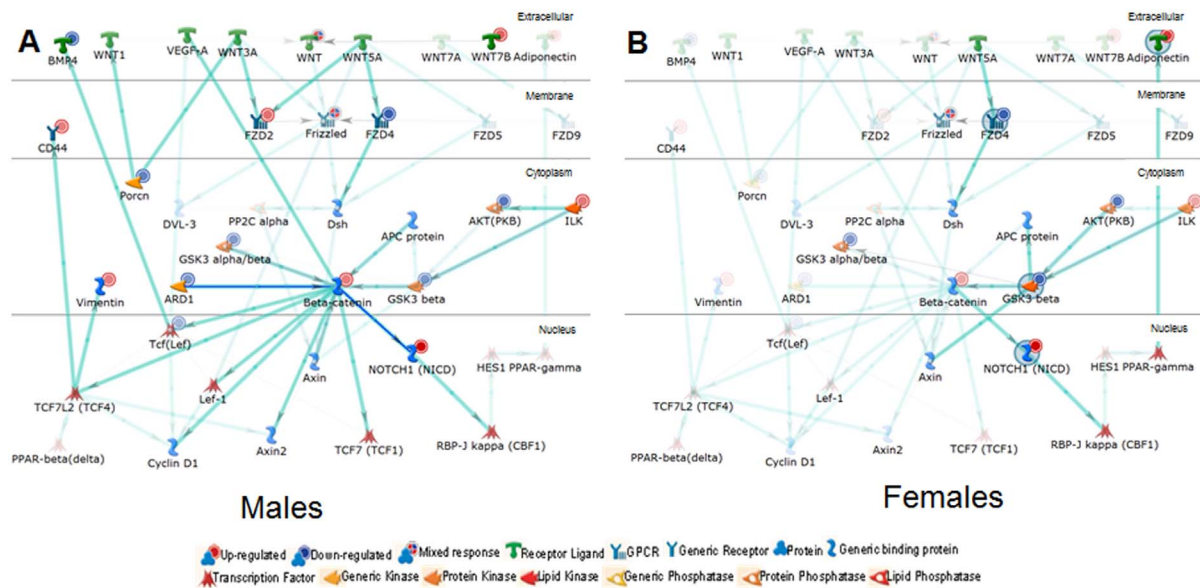 A
Extracellular
BMP4 WNT1 VEGF-A WNT3A WNT WNT5A WNT7A WNT7B Adiponectin
Membrane
CD44 FZD2 Frizzled FZD4 FZD5 FZD9
Cytoplasm
Porcn
DVL-3 PP2C alpha Dsh APC protein AKT(PKB) ILK
GSK3 alpha/beta
Vimentin ARD1 Beta-catenin GSK3 beta
Nucleus
Tcf(Lef) Axin NOTCH1 (NICD) HES1 PPAR-gamma
TCF7L2 (TCF4) Lef-1
PPAR-beta(delta) Cyclin D1 Axin2 TCF7 (TCF1) RBP-J kappa (CBF1)
Males
B
Extracellular
BMP4 WNT1 VEGF-A WNT3A WNT WNT5A WNT7A WNT7B Adiponectin
Membrane
CD44 FZD2 Frizzled FZD4 FZD5 FZD9
Cytoplasm
Porcn
DVL-3 PP2C alpha Dsh APC protein AKT(PKB) ILK
GSK3 alpha/beta
Vimentin ARD1 Beta-catenin GSK3 beta
Nucleus
Tcf(Lef) Axin NOTCH1 (NICD) HES1 PPAR-gamma
TCF7L2 (TCF4) Lef-1
PPAR-beta(delta) Cyclin D1 Axin2 TCF7 (TCF1) RBP-J kappa (CBF1)
Females
Up-regulated Down-regulated Mixed response Receptor Ligand GPCR Generic Receptor Protein Generic binding protein
Transcription Factor Generic Kinase Protein Kinase Lipid Kinase Generic Phosphatase Protein Phosphatase Lipid Phosphatase